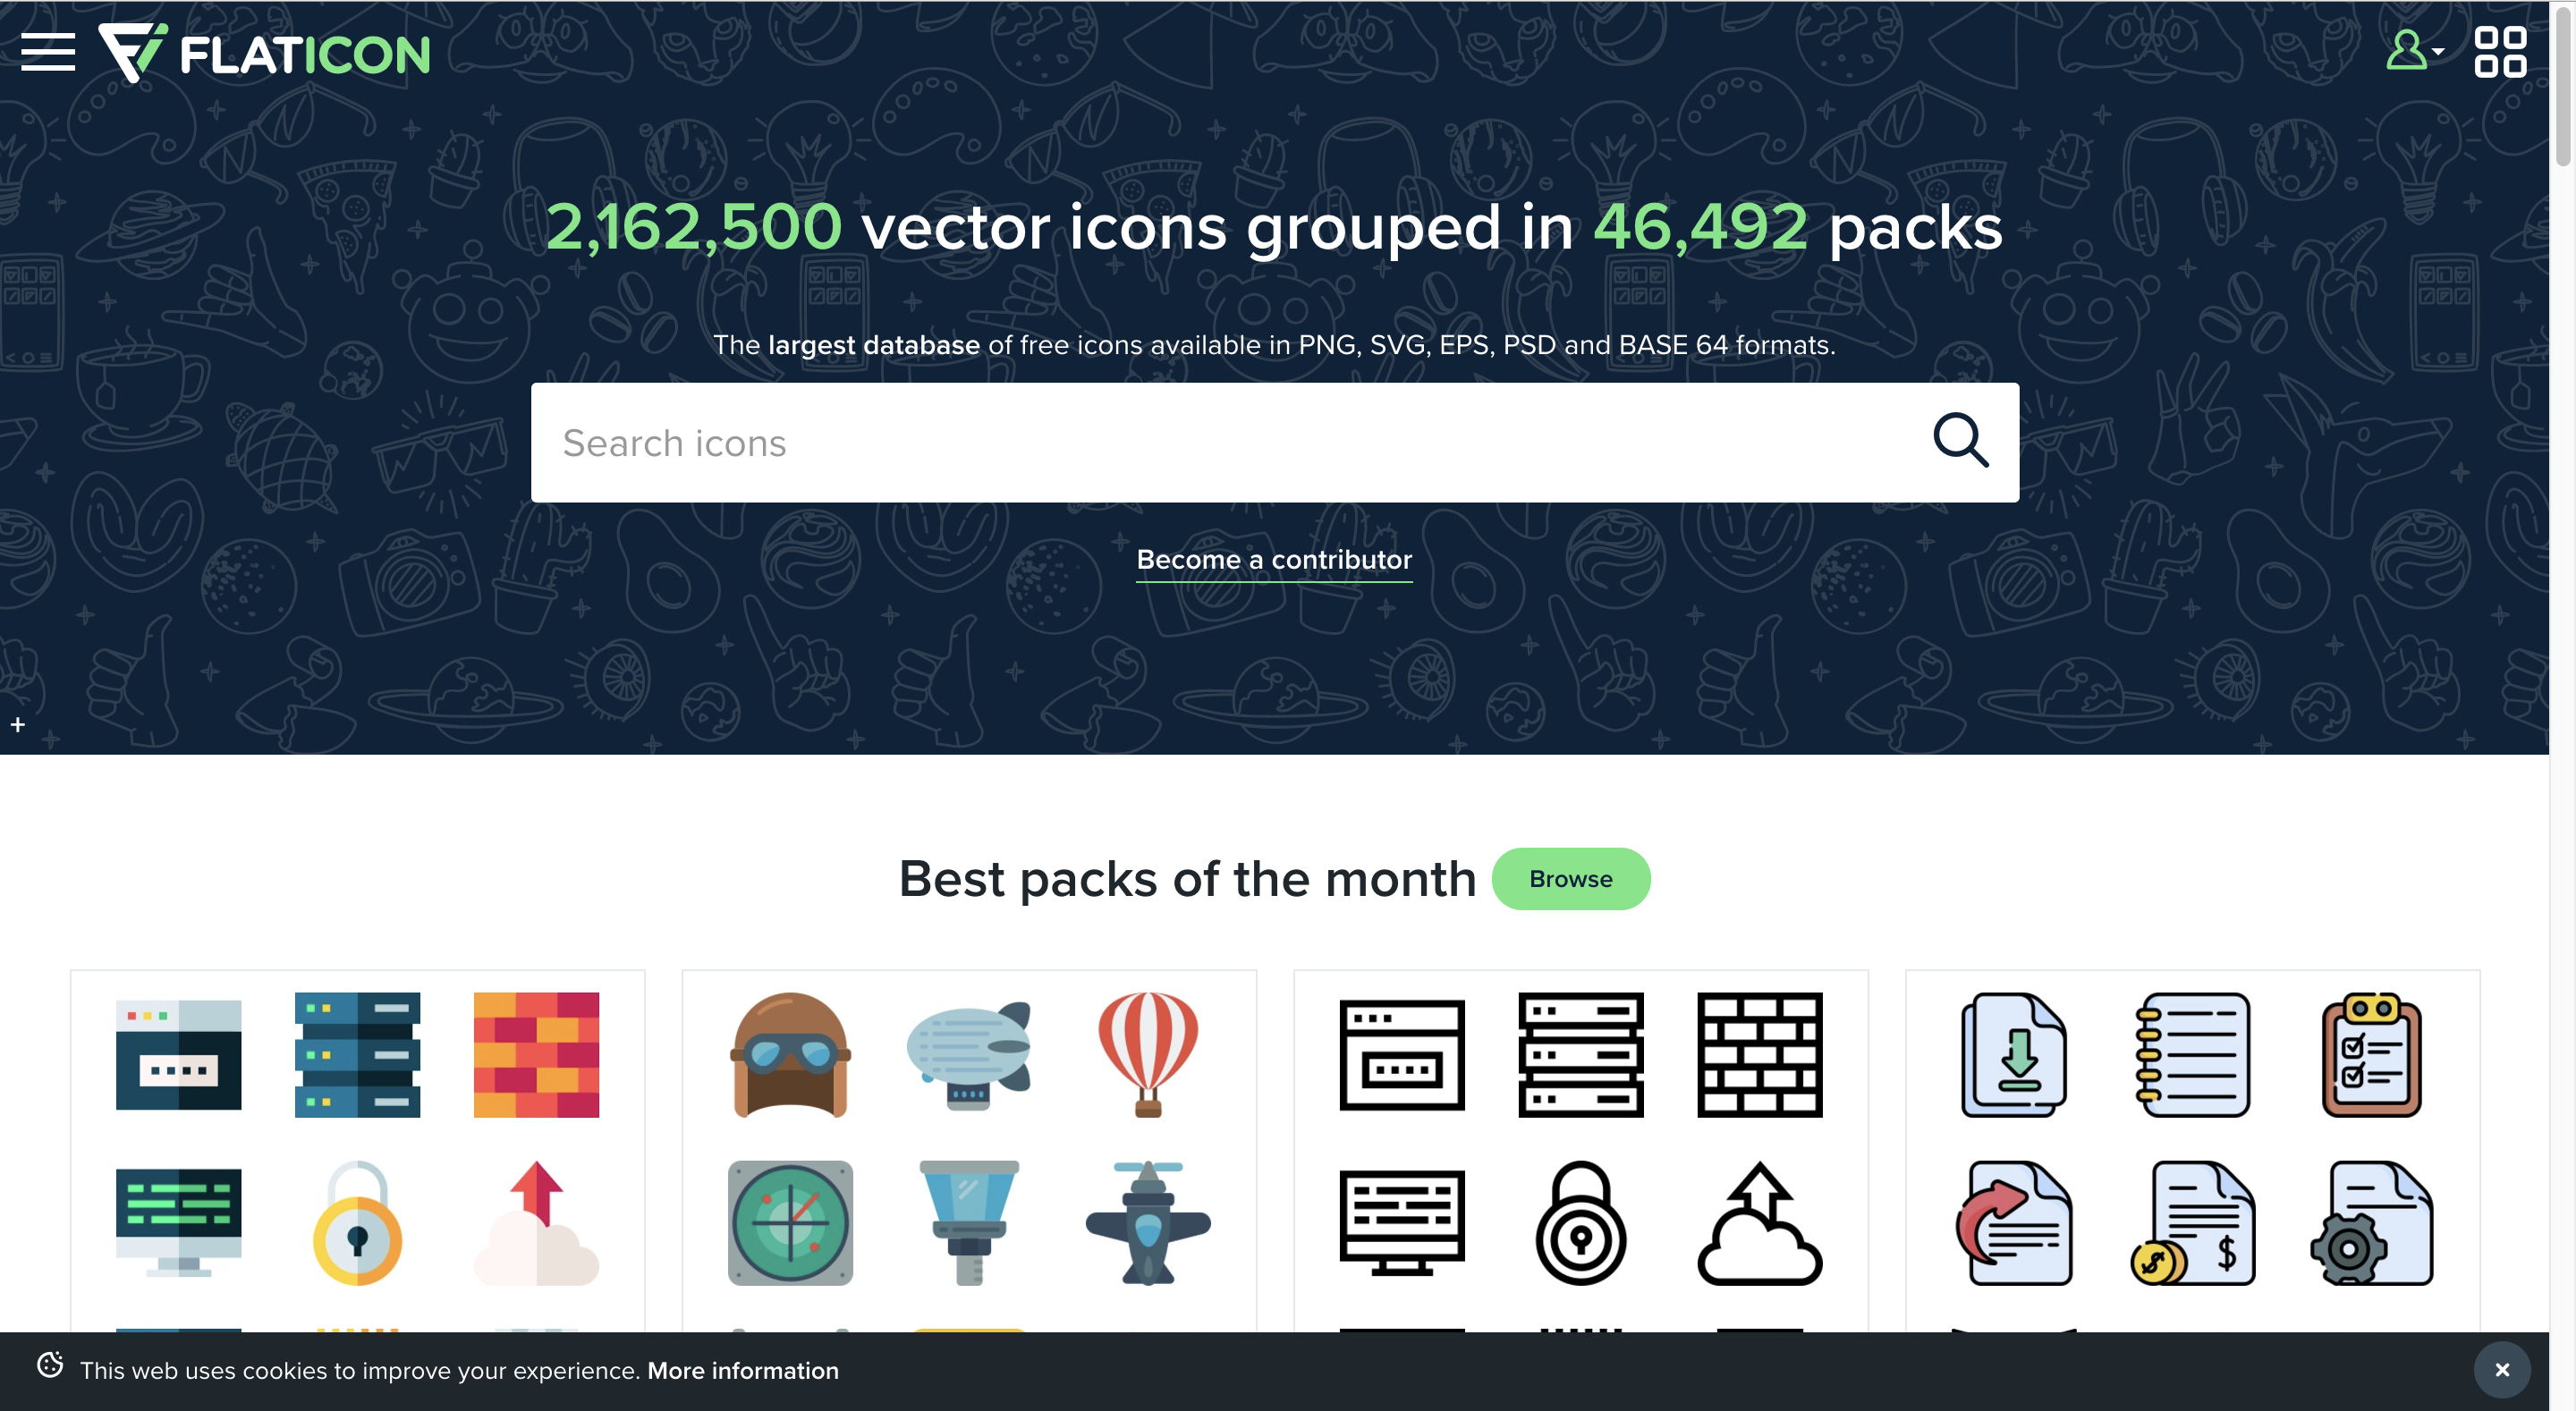 FLATICON
2,162,500 vector icons grouped in 46,492 packs
The largest database of free icons available in PNG, SVG, EPS, PSD and BASE 64 formats.
Search icons
Become a contributor
+
Best packs of the month
Browse
$ $
This web uses cookies to improve your experience. More information
×